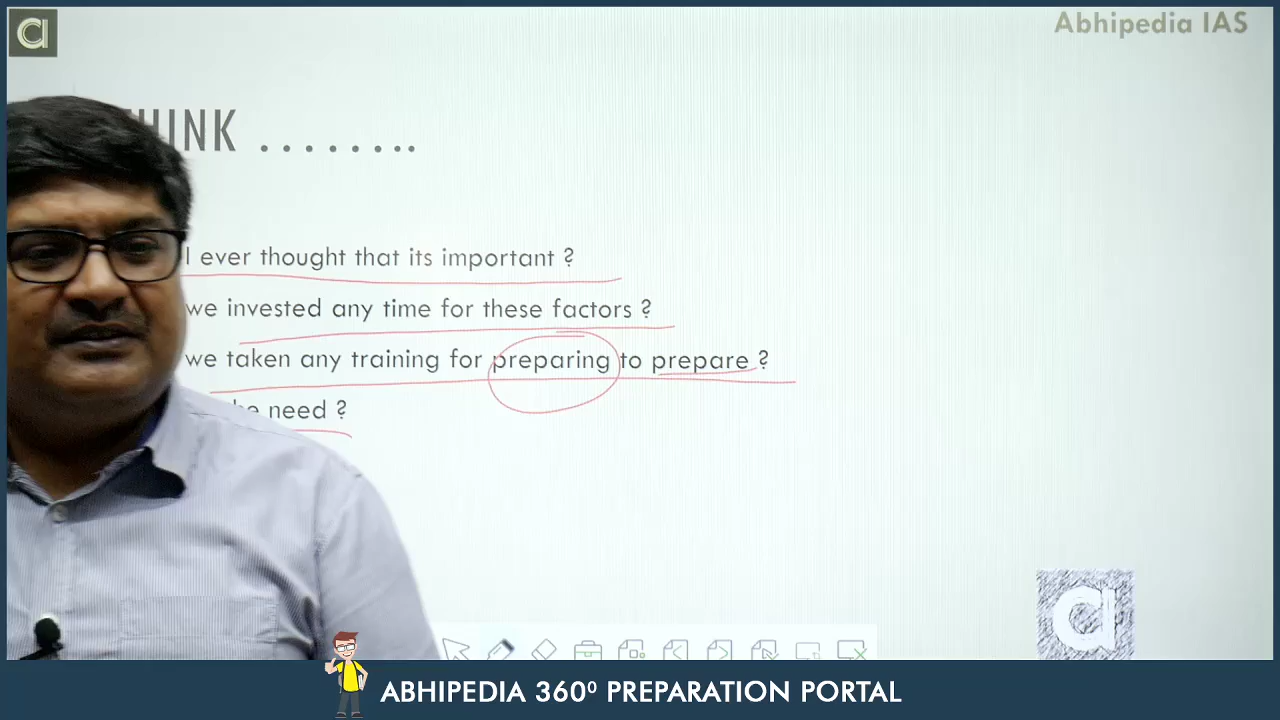 Abhipedia IAS
HINK ........
I ever thought that its important ?
we invested any time for these factors ?
we taken any training for preparing to prepare ?
he need ?
ABHIPEDIA 360⁰ PREPARATION PORTAL